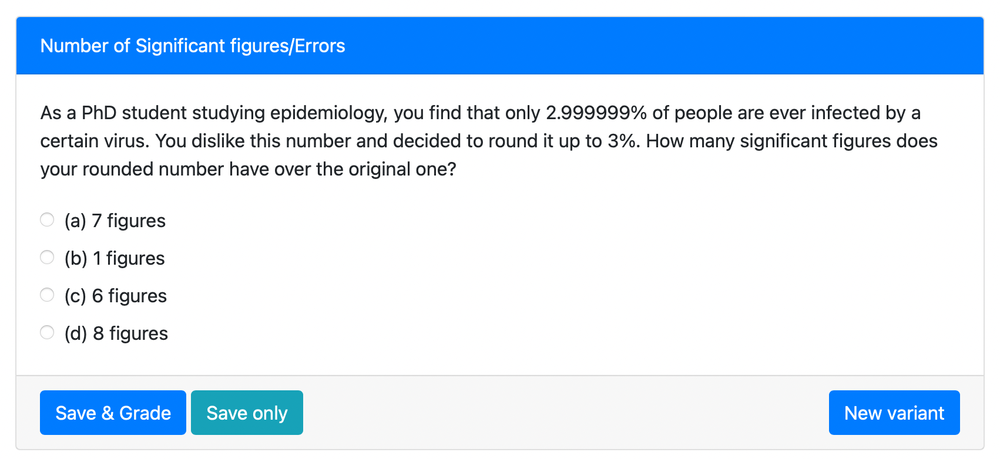 Number of Significant figures/Errors
As a PhD student studying epidemiology, you find that only 2.999999% of people are ever infected by a
certain virus. You dislike this number and decided to round it up to 3%. How many significant figures does
your rounded number have over the original one?
(a) 7 figures
(b) 1 figures
(c) 6 figures
(d) 8 figures
Save & Grade Save only New variant